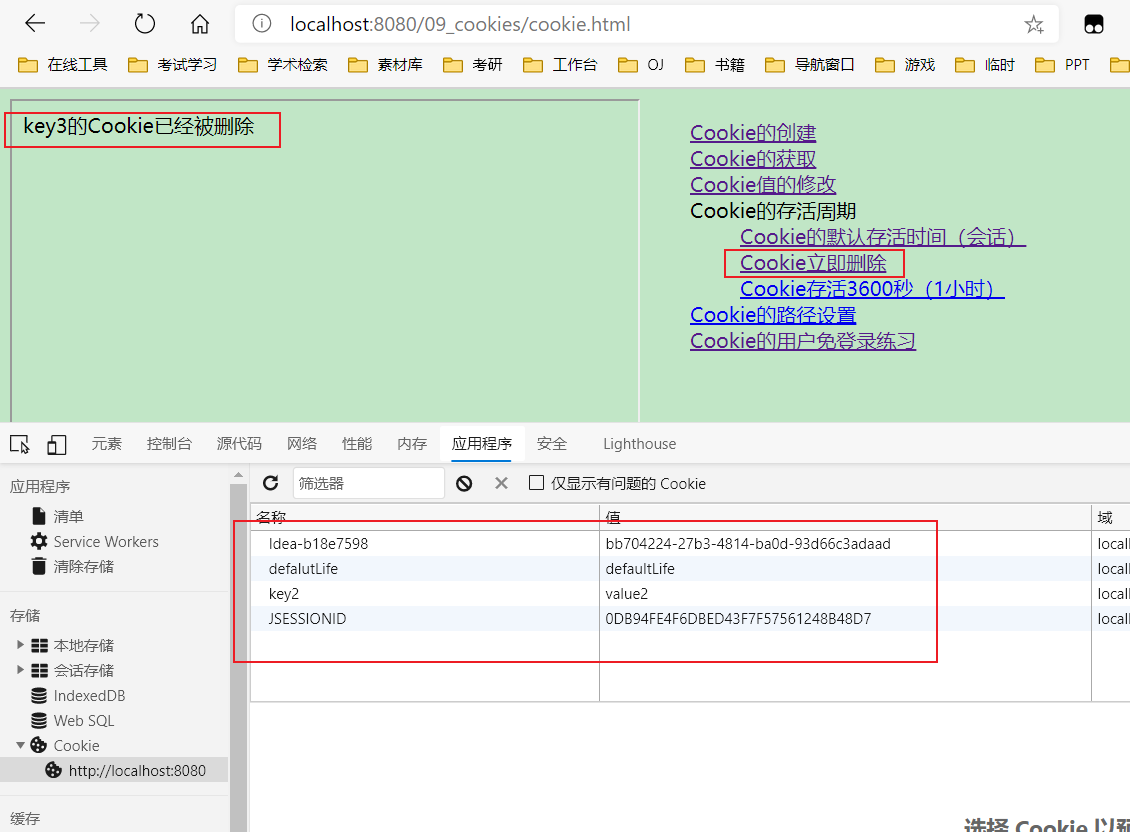 localhost:8080/09_cookies/cookie.html
在线工具 考试学习 学术检索 素材库 考研 工作台 OJ 书籍 导航窗口 游戏 临时 PPT
key3的Cookie已经被删除
Cookie的创建
Cookie的获取
Cookie值的修改
Cookie的存活周期
Cookie的默认存活时间（会话）
Cookie立即删除
Cookie存活3600秒（1小时）
Cookie的路径设置
Cookie的用户免登录练习
元素 控制台 源代码 网络 性能 内存 应用程序 安全 Lighthouse
应用程序
清单
Service Workers
清除存储
存储
本地存储
会话存储
IndexedDB
Web SQL
Cookie
http://localhost:8080
缓存
筛选器 仅显示有问题的 Cookie
名称 值 域
Idea-b18e7598 bb704224-27b3-4814-ba0d-93d66c3adaad local
defalutLife defaultLife local
key2 value2 local
JSESSIONID 0DB94FE4F6DBED43F7F57561248B48D7 local
选择 Cookie 以